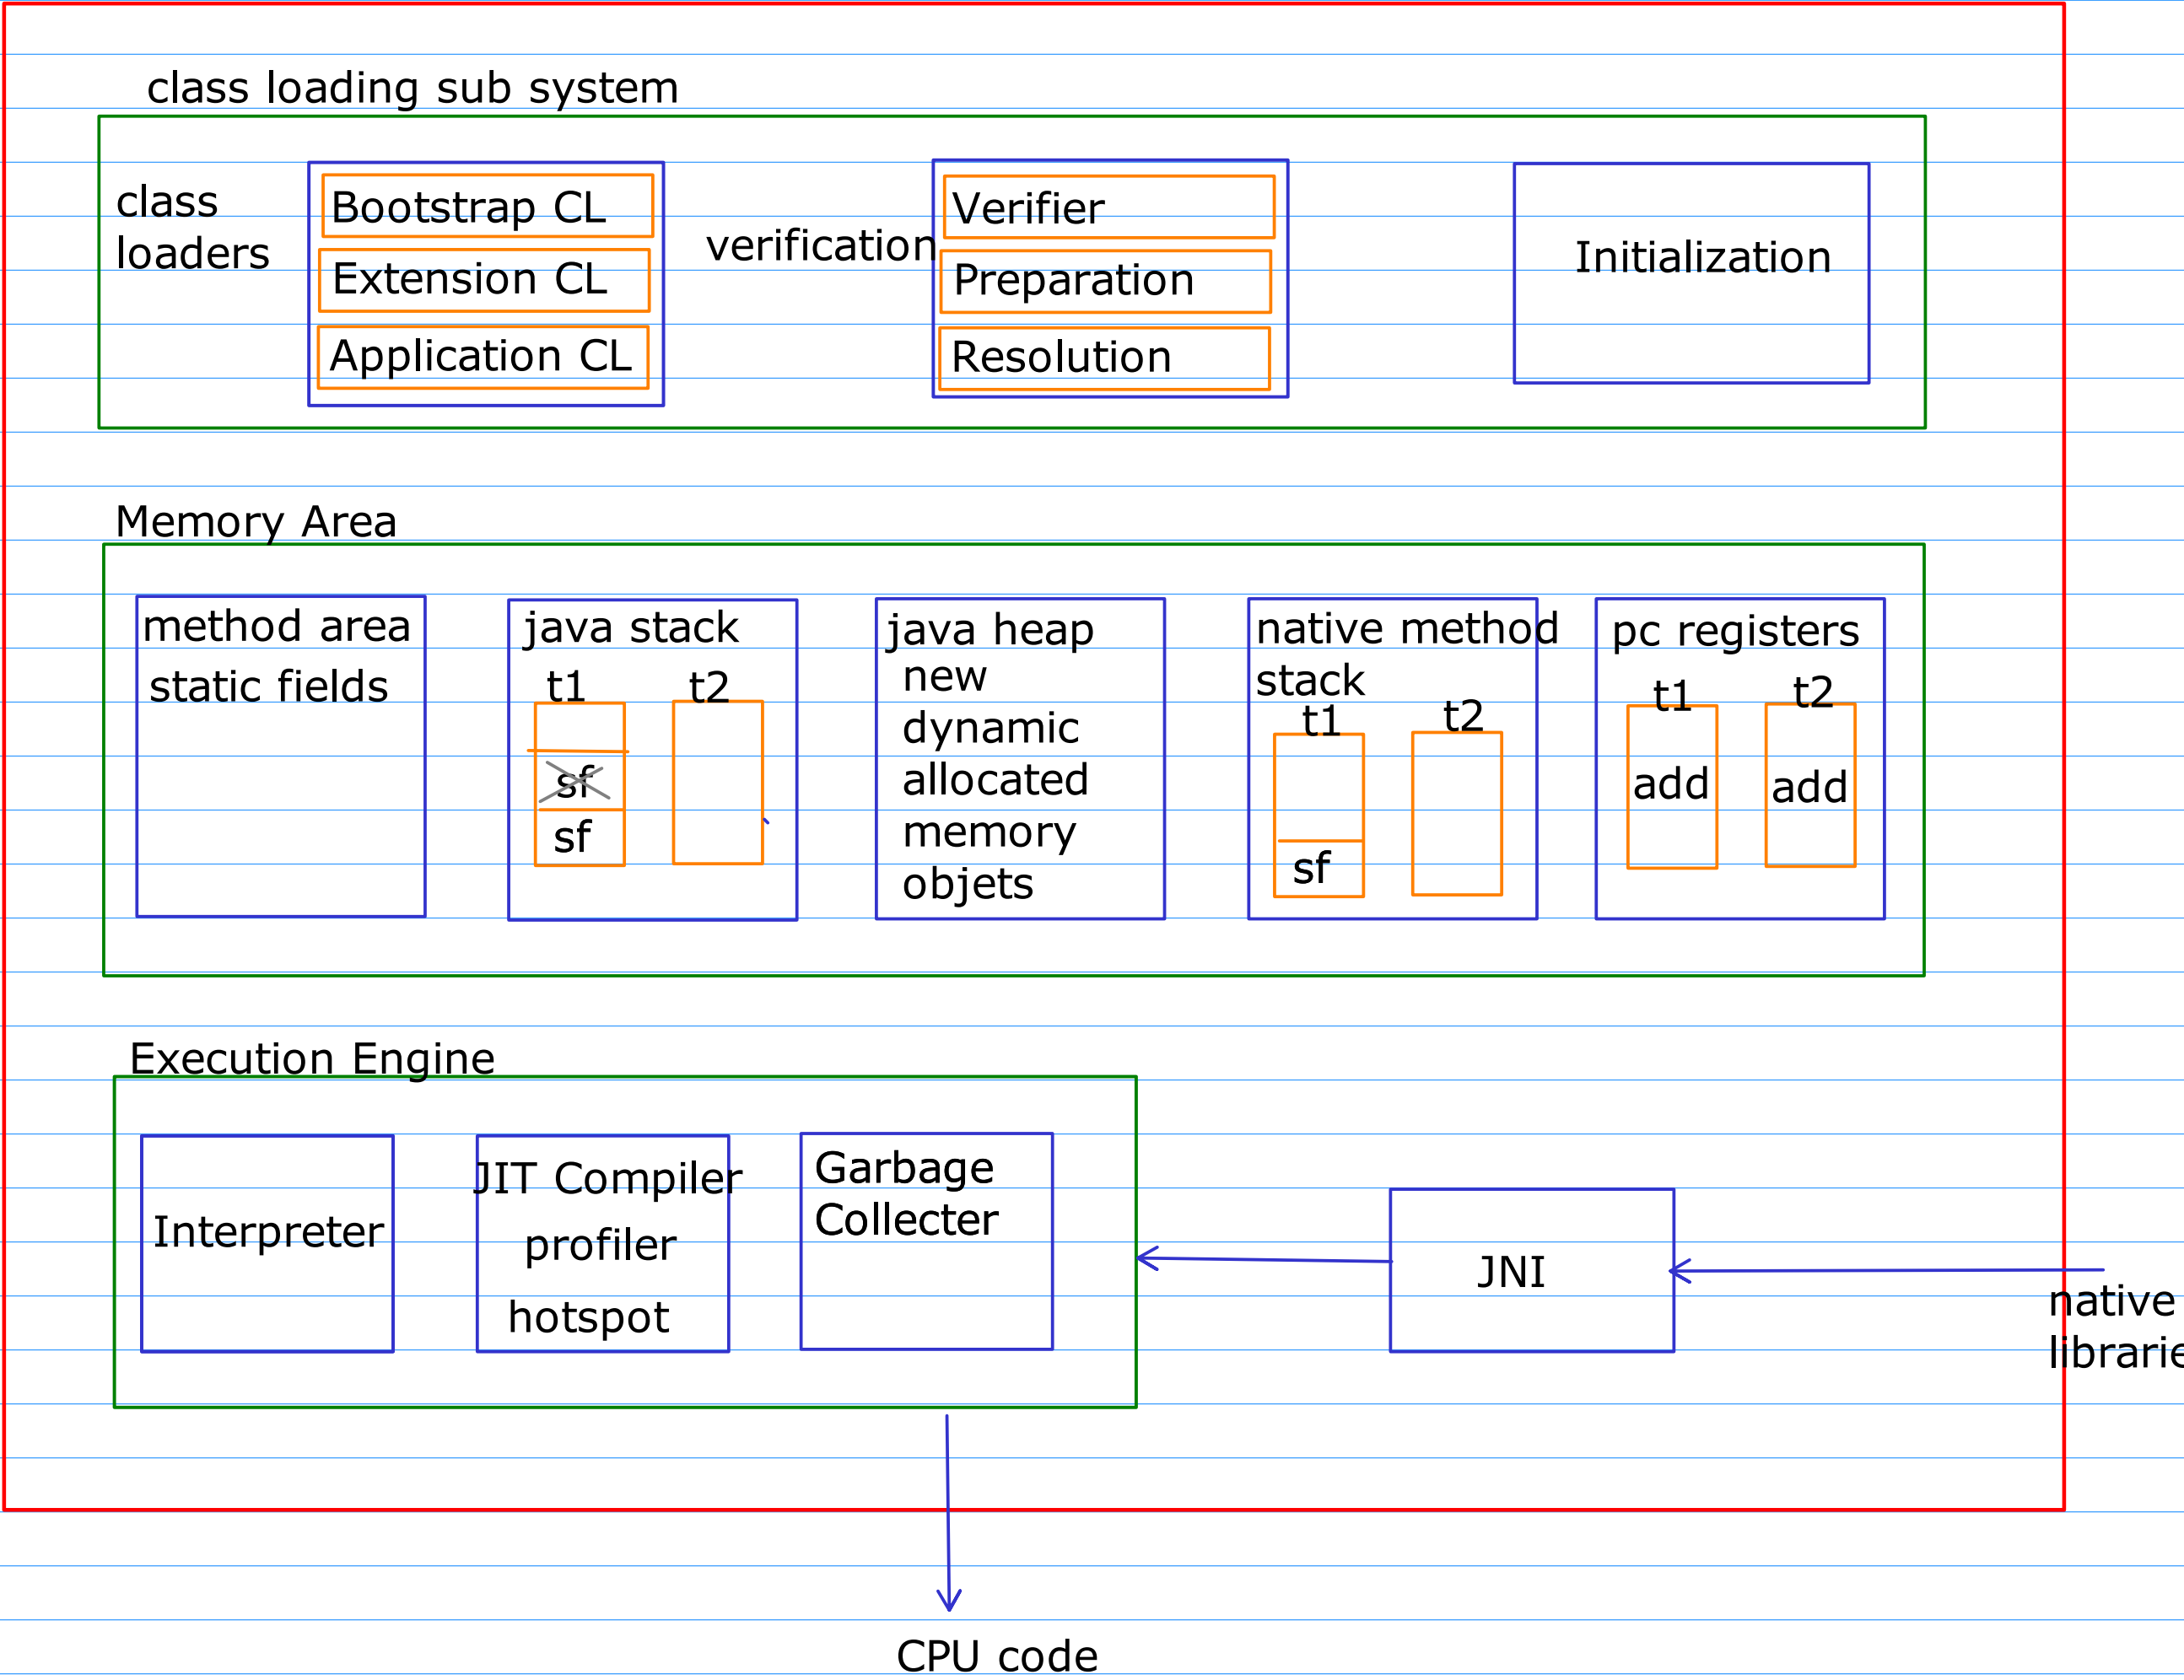 class loading sub system
class
loaders
Bootstrap CL
Extension CL
Application CL
verification
Verifier
Preparation
Resolution
Initialization
Memory Area
method area
static fields
java stack
t1
t2
sf
sf
java heap
new
dynamic
allocated
memory
objets
native method
stack
t1
t2
sf
pc registers
t1
t2
add
add
Execution Engine
Interpreter
JIT Compiler
profiler
hotspot
Garbage
Collecter
JNI
native
librarie
CPU code